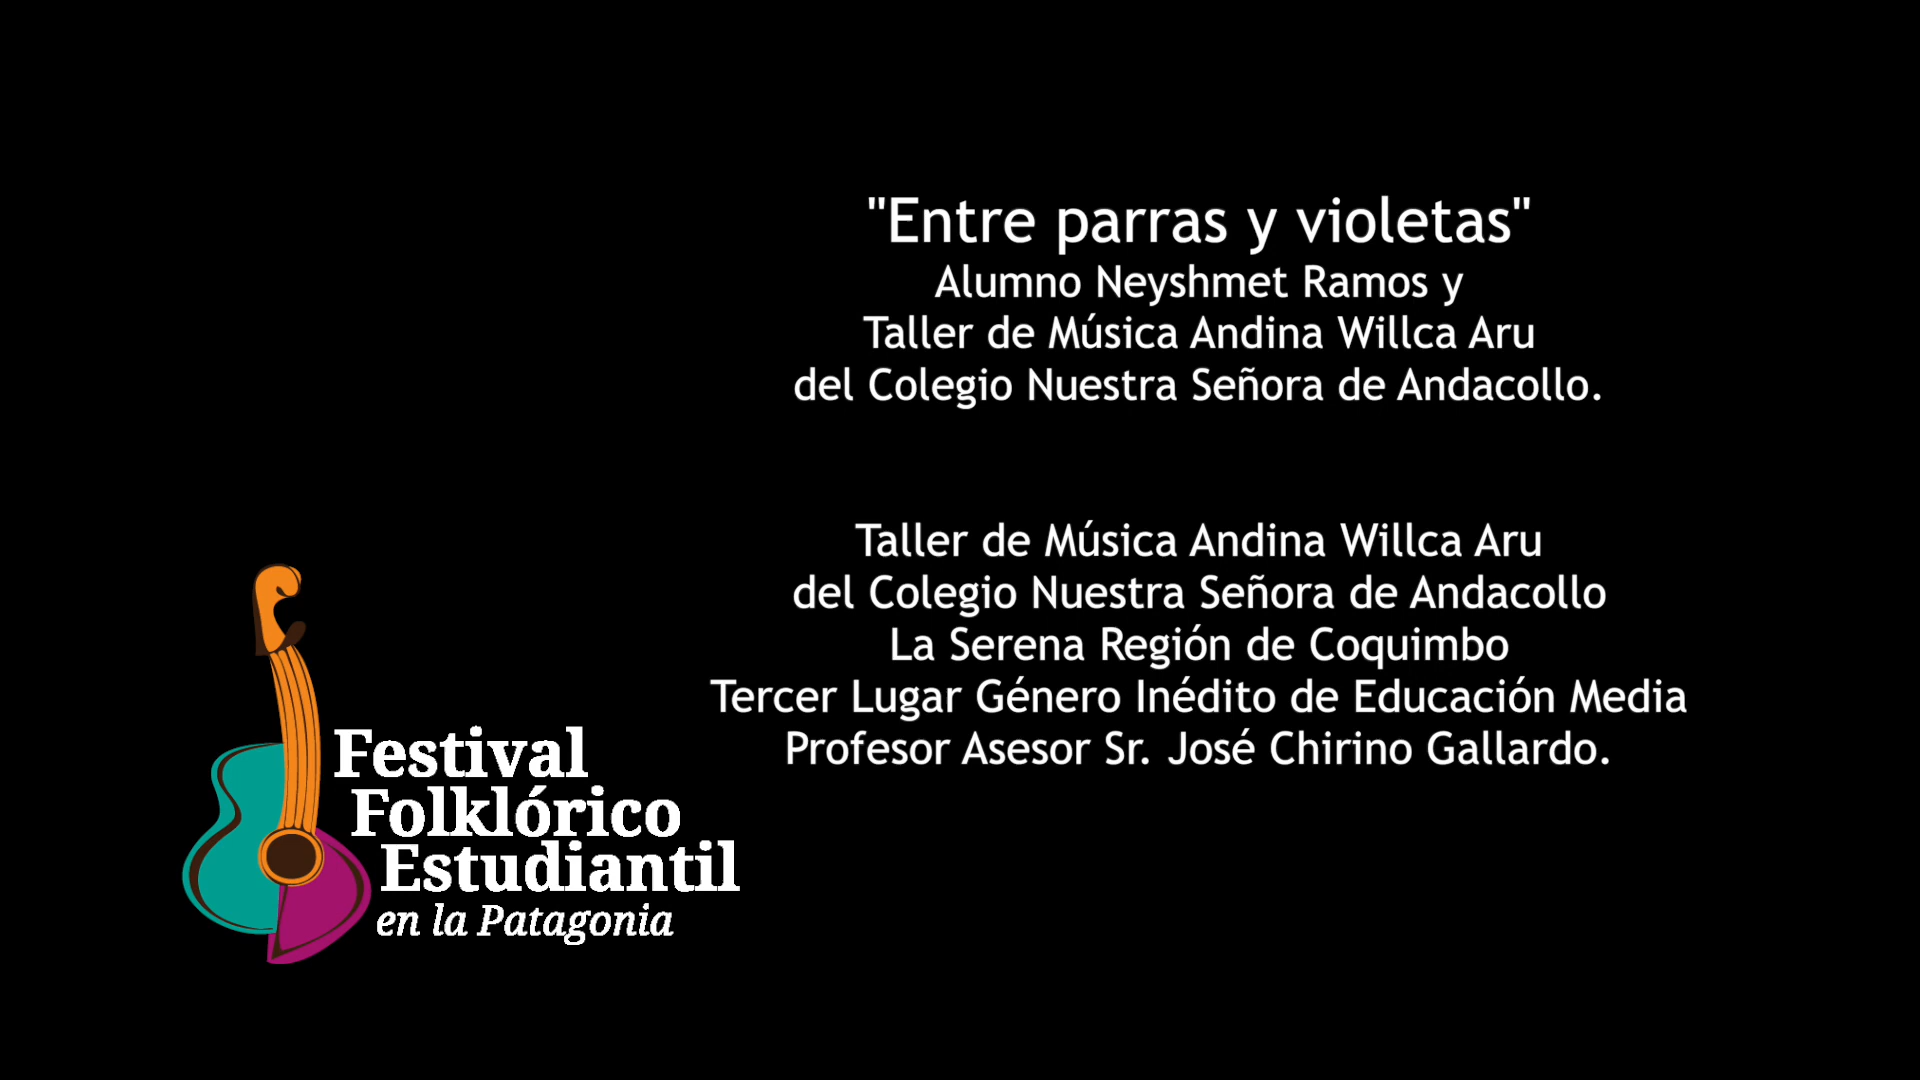 "Entre parras y violetas"
Alumno Neyshmet Ramos y
Taller de Música Andina Willca Aru
del Colegio Nuestra Señora de Andacollo.
Taller de Música Andina Willca Aru
del Colegio Nuestra Señora de Andacollo
La Serena Región de Coquimbo
Tercer Lugar Género Inédito de Educación Media
Profesor Asesor Sr. José Chirino Gallardo.
Festival
Folklórico
Estudiantil
en la Patagonia